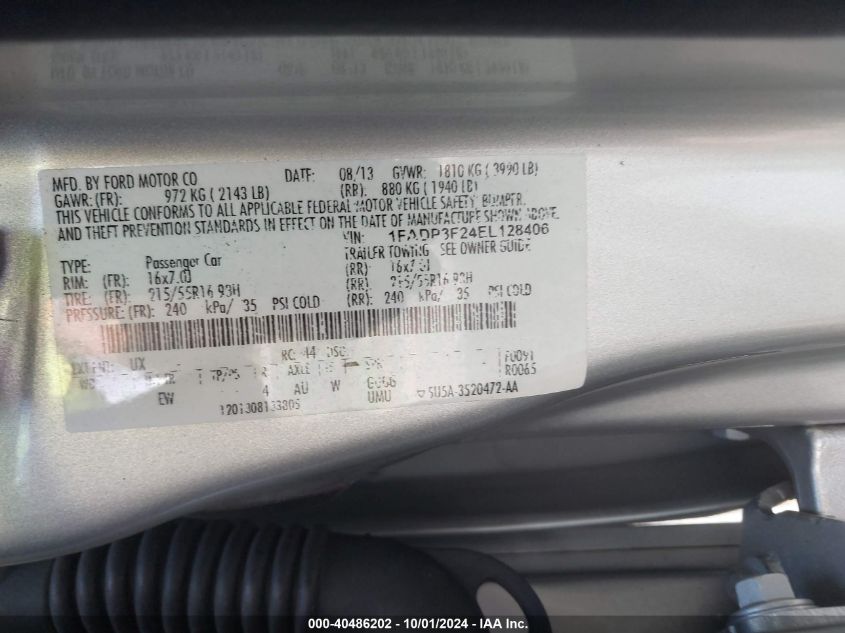 MFD. BY FORD MOTOR CO DATE: 08/13 GVWR: 1810 KG ( 3990 LB)
GAWR: (FR): 972 KG ( 2143 LB) (RR): 880 KG ( 1940 LB)
THIS VEHICLE CONFORMS TO ALL APPLICABLE FEDERAL MOTOR VEHICLE SAFETY, BUMPER,
AND THEFT PREVENTION STANDARDS IN EFFECT ON THE DATE OF MANUFACTURE SHOWN ABOVE.
VIN: 1FADP3F24EL128406
TYPE: Passenger Car TRAILER TOWING: SEE OWNER GUIDE
RIM: (FR): 16x7.0J (RR): 16x7.0J
TIRE: (FR): 215/55R16 93H (RR): 215/55R16 93H
PRESSURE: (FR): 240 kPa/ 35 PSI COLD (RR): 240 kPa/ 35 PSI COLD
UX RC: 44 DSO: F0091
R0065
EW 4 AU W UMU
5U5A-3520472-AA
000-40486202 - 10/01/2024 - IAA Inc.